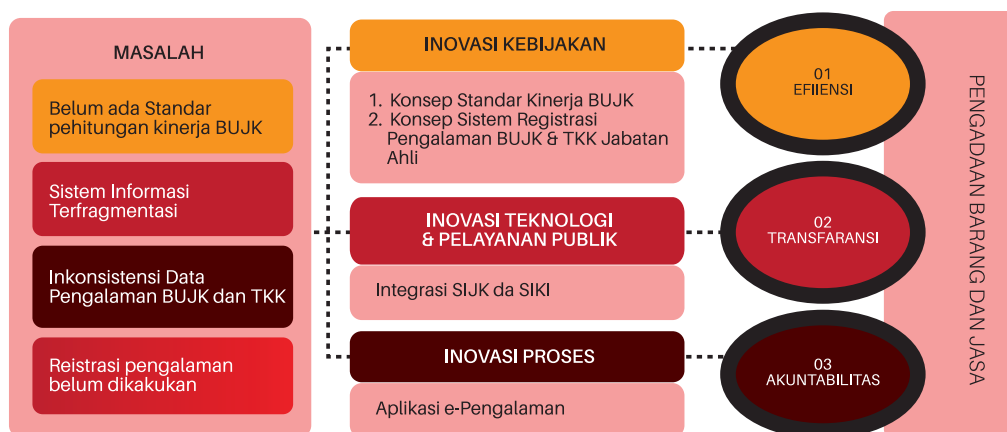 MASALAH
Belum ada Standar
pehitungan kinerja BUJK
Sistem Informasi
Terfragmentasi
Inkonsistensi Data
Pengalaman BUJK dan TKK
Reistrasi pengalaman
belum dikakukan
INOVASI KEBIJAKAN
1. Konsep Standar Kinerja BUJK
2. Konsep Sistem Registrasi
Pengalaman BUJK & TKK Jabatan
Ahli
INOVASI TEKNOLOGI
& PELAYANAN PUBLIK
Integrasi SIJK da SIKI
INOVASI PROSES
Aplikasi e-Pengalaman
01
EFIIENSI
02
TRANSFARANSI
03
AKUNTABILITAS
PENGADAAN BARANG DAN JASA